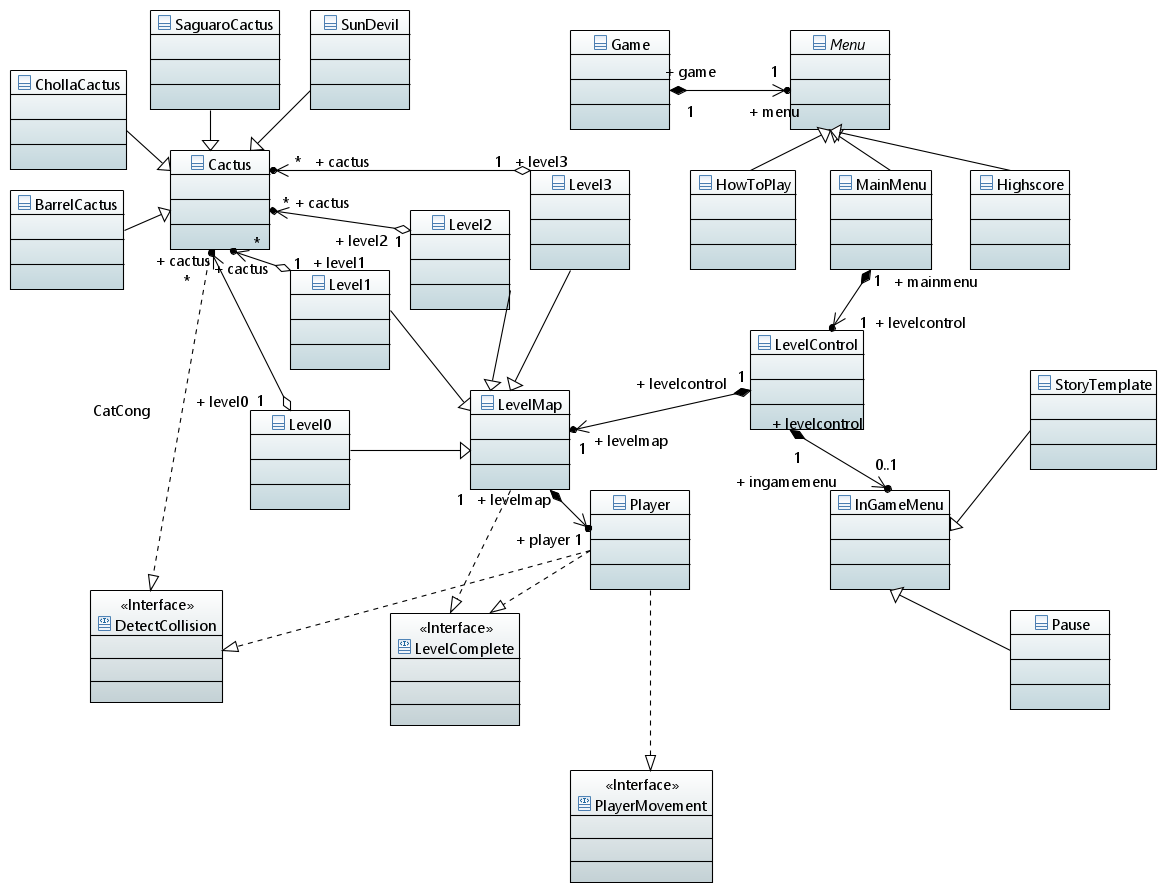 SaguaroCactus
SunDevil
Game
Menu
+ game
1
1
+ menu
ChollaCactus
Cactus
* + cactus
1 + level3
HowToPlay
MainMenu
Highscore
Level3
BarrelCactus
* + cactus
Level2
+ level2 1
+ cactus
*
*
+ cactus
1 + level1
Level1
1 + mainmenu
1 + levelcontrol
LevelControl
+ levelcontrol 1
StoryTemplate
CatCong
+ level0 1
LevelMap
Level0
+ levelcontrol
+ levelmap
1
1
0..1
+ ingamemenu
1 + levelmap
Player
InGameMenu
+ player 1
«Interface»
DetectCollision
«Interface»
LevelComplete
Pause
«Interface»
PlayerMovement